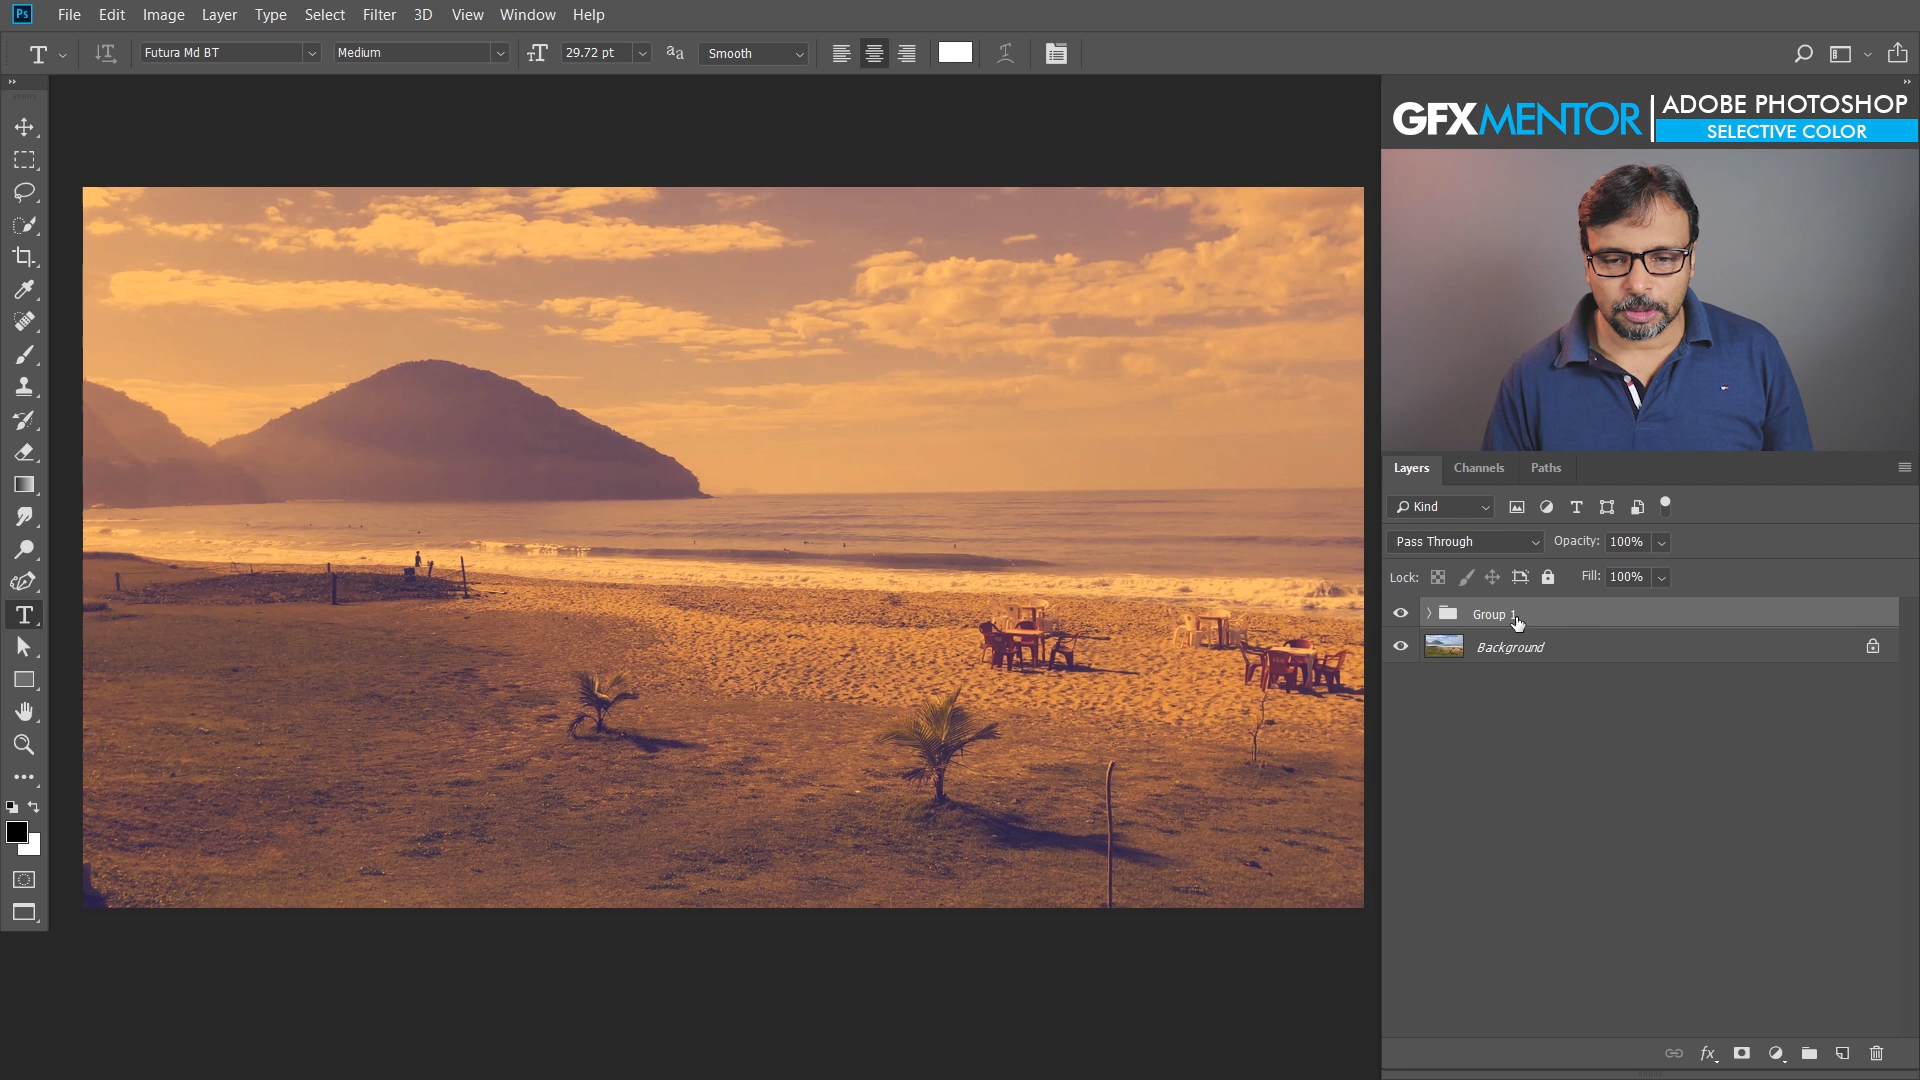 Ps File Edit Image Layer Type Select Filter 3D View Window Help
T Futura Md BT Medium 29.72 pt aa Smooth
GFXMENTOR ADOBE PHOTOSHOP
SELECTIVE COLOR
Layers Channels Paths
Kind
Pass Through Opacity: 100%
Lock: Fill: 100%
Group 1
Background
fx